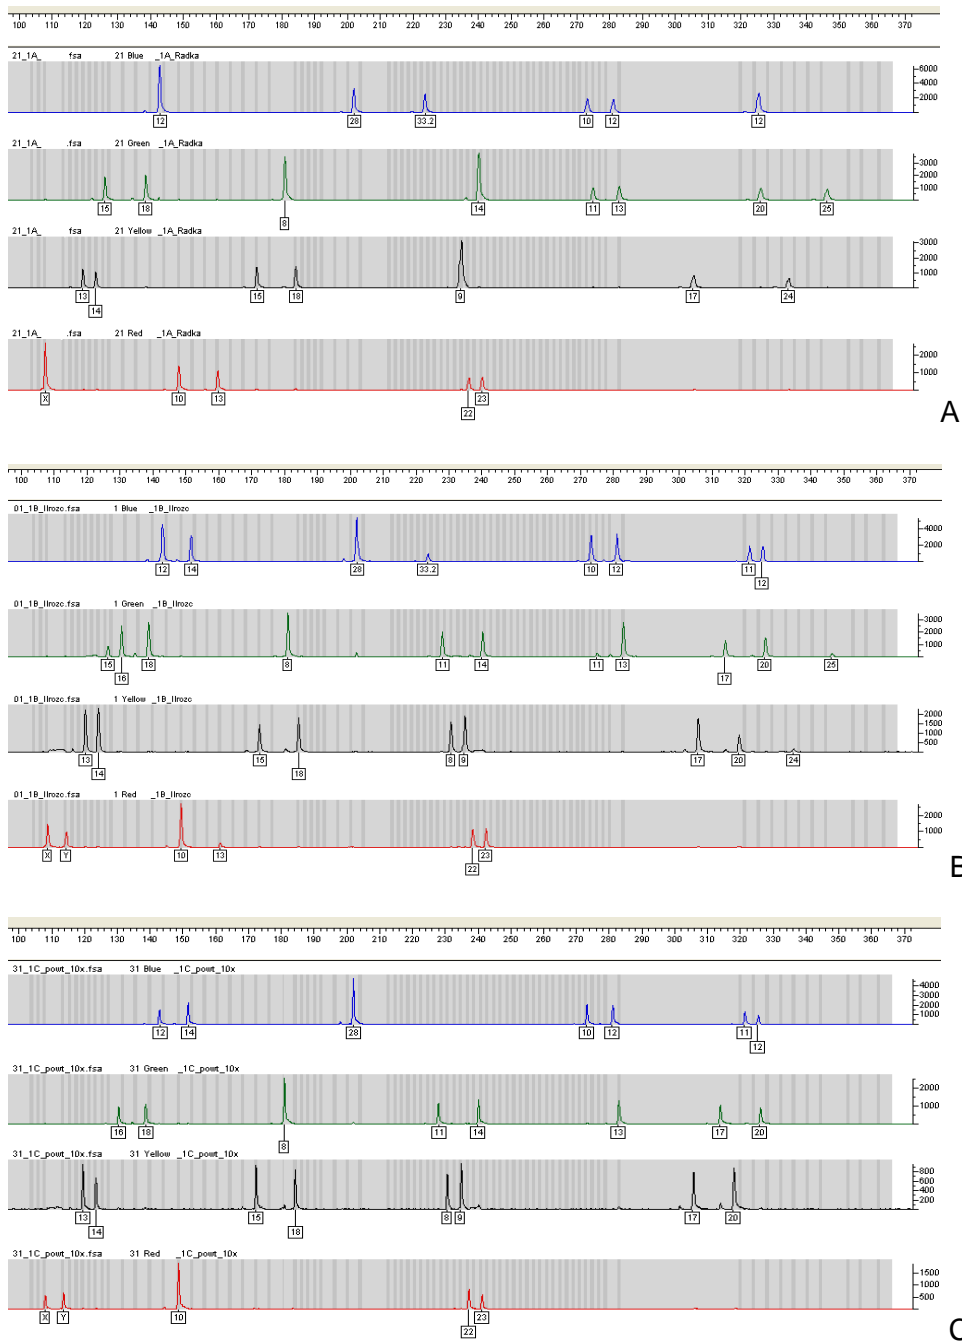 100 110 120 130 140 150 160 170 180 190 200 210 220 230 240 250 260 270 280 290 300 310 320 330 340 350 360 370
21_1A_ fsa 21 Blue _1A_Radka
6000
4000
2000
12 28 33.2 10 12 12
21_1A_ .fsa 21 Green _1A_Radka
3000
2000
1000
15 18 8 14 11 13 20 25
21_1A_ fsa 21 Yellow _1A_Radka
3000
2000
1000
13 14 15 18 9 17 24
21_1A_ .fsa 21 Red _1A_Radka
2000
1000
X 10 13 22 23
A
100 110 120 130 140 150 160 170 180 190 200 210 220 230 240 250 260 270 280 290 300 310 320 330 340 350 360 370
01_1B_IIrozc.fsa 1 Blue _1B_IIrozc
4000
2000
12 14 28 33.2 10 12 11 12
01_1B_IIrozc.fsa 1 Green _1B_IIrozc
3000
2000
1000
15 16 18 8 11 14 11 13 17 20 25
01_1B_IIrozc.fsa 1 Yellow _1B_IIrozc
2000
1500
1000
500
13 14 15 18 8 9 17 20 24
01_1B_IIrozc.fsa 1 Red _1B_IIrozc
2000
1000
X Y 10 13 22 23
B
100 110 120 130 140 150 160 170 180 190 200 210 220 230 240 250 260 270 280 290 300 310 320 330 340 350 360 370
31_1C_powt_10x.fsa 31 Blue _1C_powt_10x
4000
3000
2000
1000
12 14 28 10 12 11 12
31_1C_powt_10x.fsa 31 Green _1C_powt_10x
2000
1000
16 18 8 11 14 13 17 20
31_1C_powt_10x.fsa 31 Yellow _1C_powt_10x
800
600
400
200
13 14 15 18 8 9 17 20
31_1C_powt_10x.fsa 31 Red _1C_powt_10x
1500
1000
500
X Y 10 22 23
C